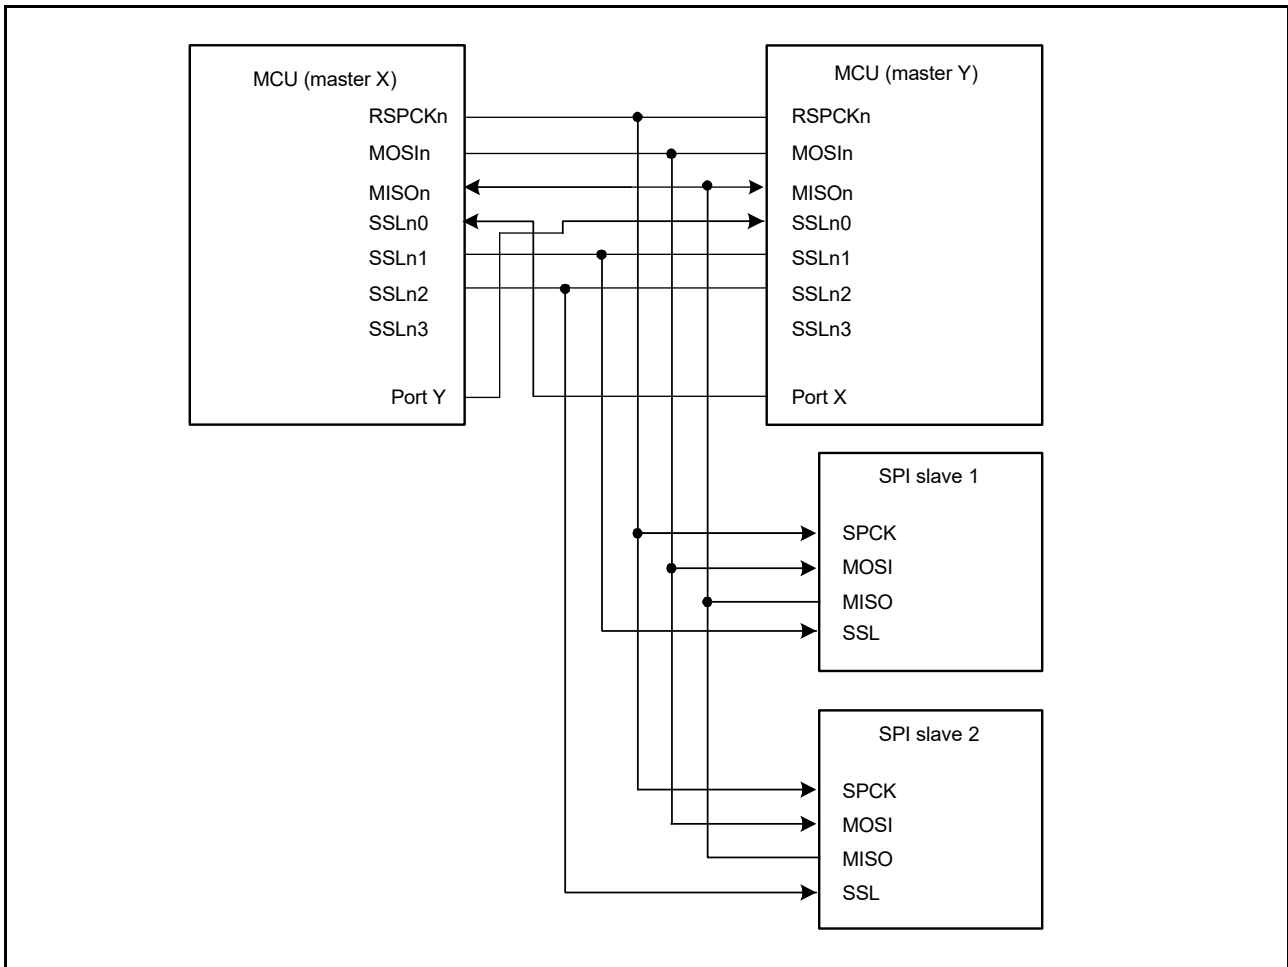 MCU (master X)
RSPCKn
MOSIn
MISOn
SSLn0
SSLn1
SSLn2
SSLn3
Port Y
MCU (master Y)
RSPCKn
MOSIn
MISOn
SSLn0
SSLn1
SSLn2
SSLn3
Port X
SPI slave 1
SPCK
MOSI
MISO
SSL
SPI slave 2
SPCK
MOSI
MISO
SSL